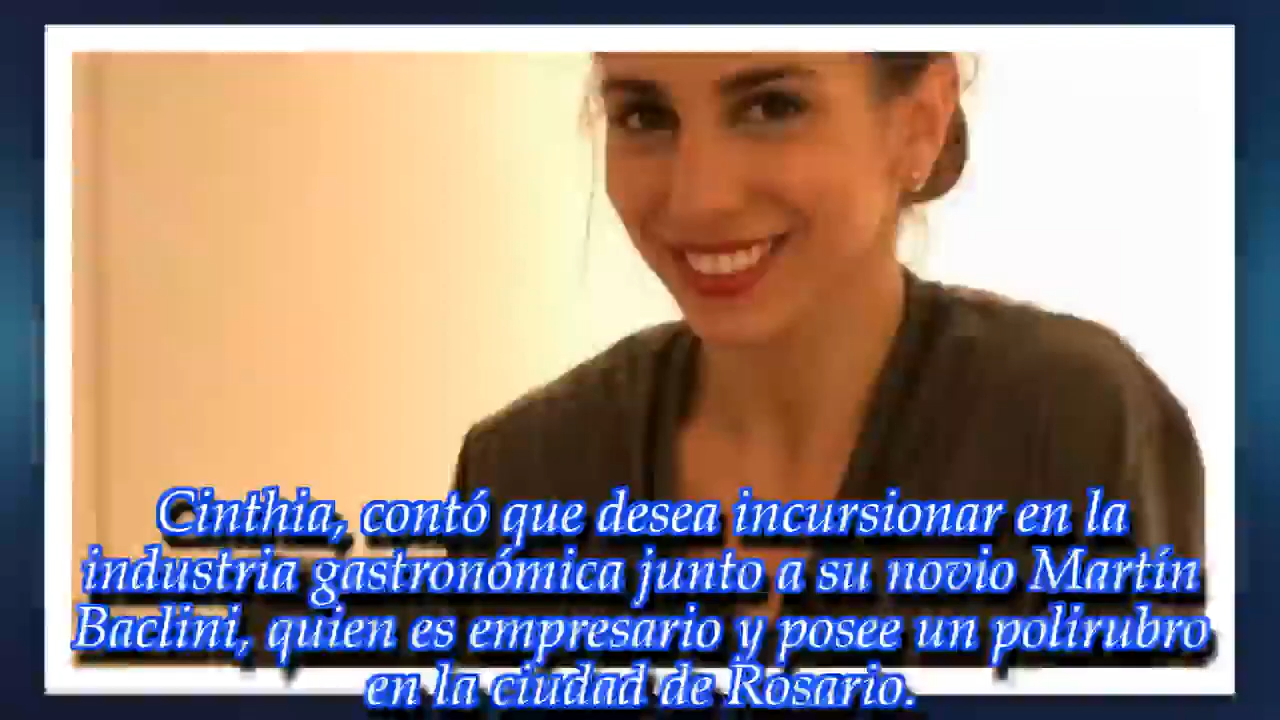 Cinthia, contó que desea incursionar en la
industria gastronómica junto a su novio Martín
Baclini, quien es empresario y posee un polirubro
en la ciudad de Rosario.